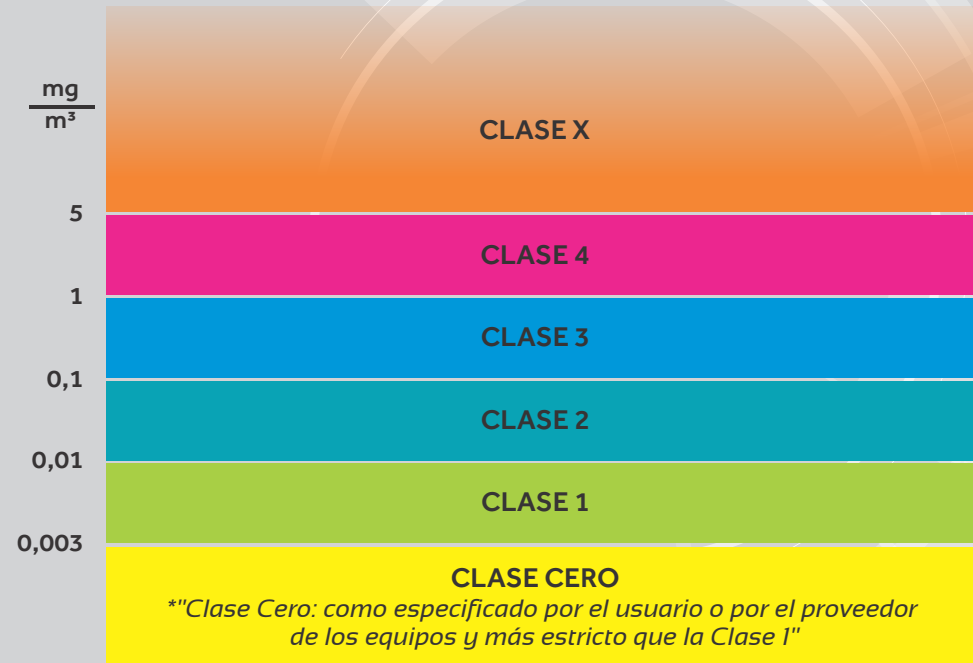 mg
m³
CLASE X
5
CLASE 4
1
CLASE 3
0,1
CLASE 2
0,01
CLASE 1
0,003
CLASE CERO
*"Clase Cero: como especificado por el usuario o por el proveedor
de los equipos y más estricto que la Clase 1"